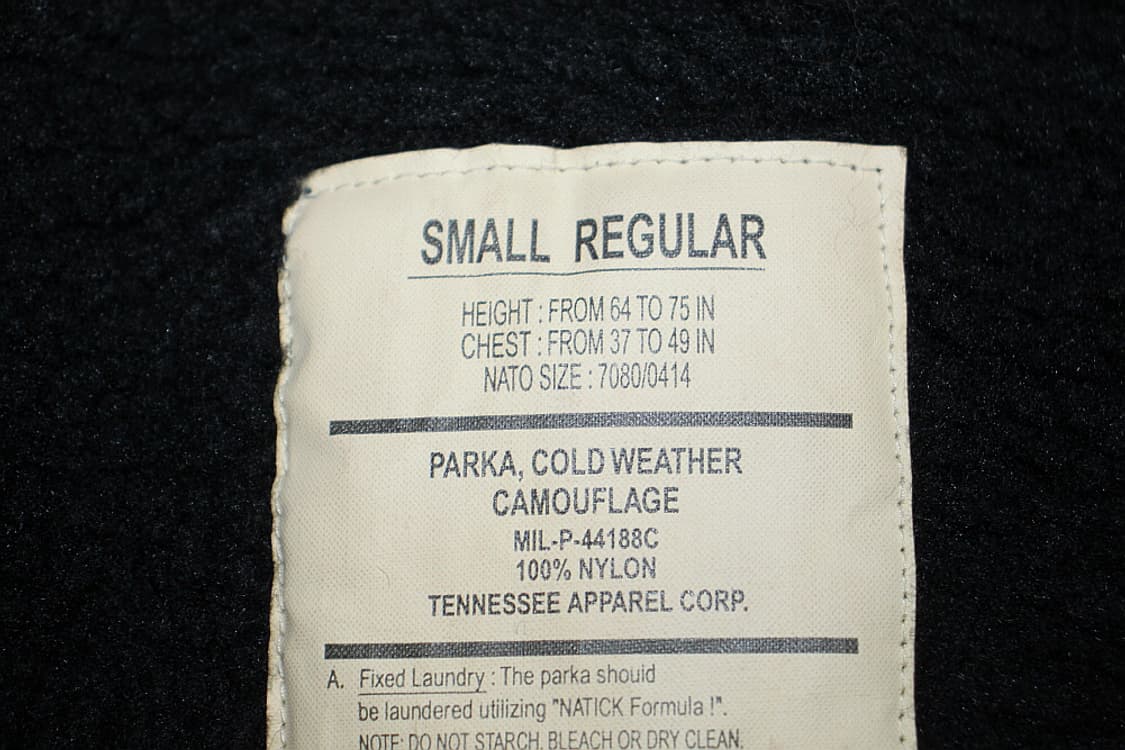 SMALL REGULAR
HEIGHT : FROM 64 TO 75 IN
CHEST : FROM 37 TO 49 IN
NATO SIZE : 7080/0414
PARKA, COLD WEATHER
CAMOUFLAGE
MIL-P-44188C
100% NYLON
TENNESSEE APPAREL CORP.
A. Fixed Laundry : The parka should
be laundered utilizing "NATICK Formula !".
NOTE: DO NOT STARCH, BLEACH OR DRY CLEAN.